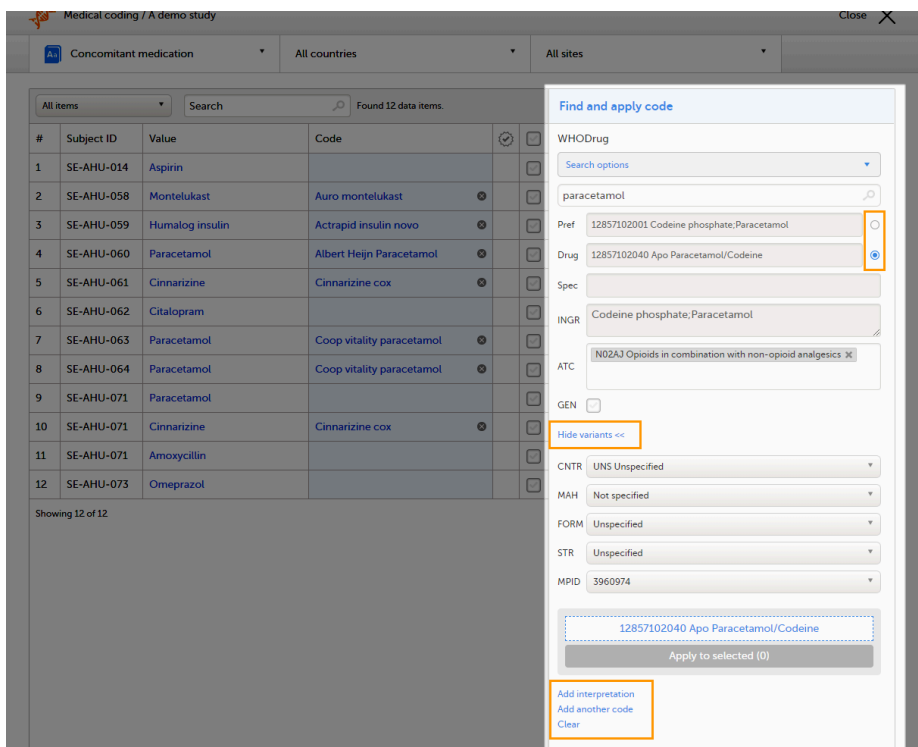 Medical coding / A demo study
Close
Aa Concomitant medication
All countries
All sites
All items
Search
Found 12 data items.
# Subject ID Value Code
1 SE-AHU-014 Aspirin
2 SE-AHU-058 Montelukast Auro montelukast
3 SE-AHU-059 Humalog insulin Actrapid insulin novo
4 SE-AHU-060 Paracetamol Albert Heijn Paracetamol
5 SE-AHU-061 Cinnarizine Cinnarizine cox
6 SE-AHU-062 Citalopram
7 SE-AHU-063 Paracetamol Coop vitality paracetamol
8 SE-AHU-064 Paracetamol Coop vitality paracetamol
9 SE-AHU-071 Paracetamol
10 SE-AHU-071 Cinnarizine Cinnarizine cox
11 SE-AHU-071 Amoxycillin
12 SE-AHU-073 Omeprazol
Showing 12 of 12
Find and apply code
WHODrug
Search options
paracetamol
Pref 12857102001 Codeine phosphate;Paracetamol
Drug 12857102040 Apo Paracetamol/Codeine
Spec
INGR Codeine phosphate;Paracetamol
ATC N02AJ Opioids in combination with non-opioid analgesics
GEN
Hide variants <<
CNTR UNS Unspecified
MAH Not specified
FORM Unspecified
STR Unspecified
MPID 3960974
12857102040 Apo Paracetamol/Codeine
Apply to selected (0)
Add interpretation
Add another code
Clear